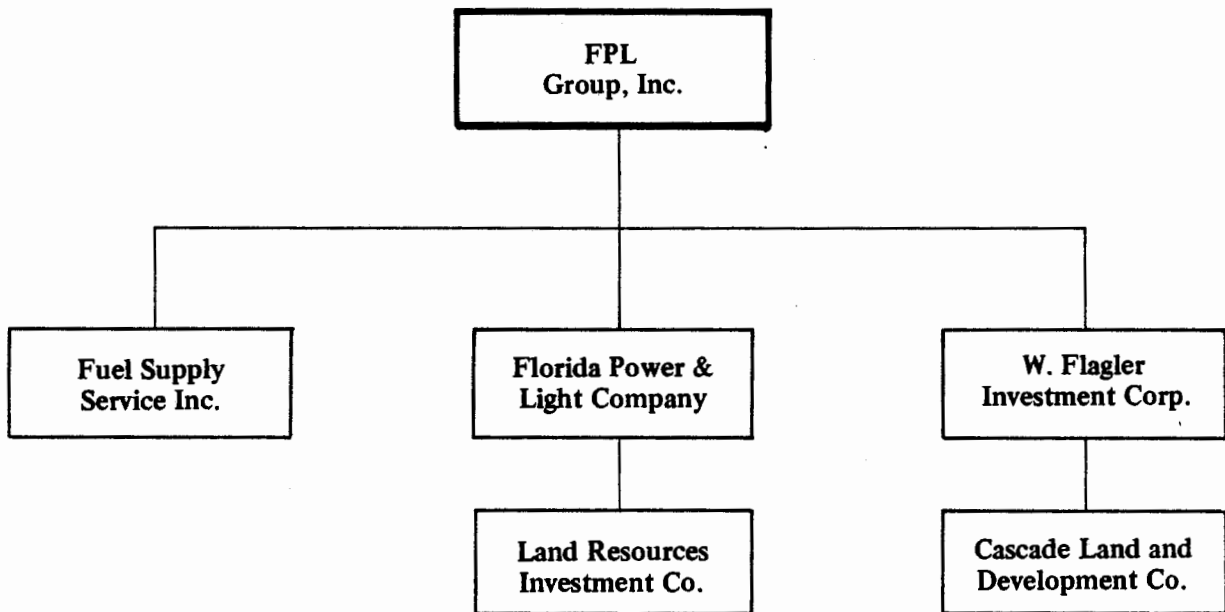 FPL
Group, Inc.
Fuel Supply
Service Inc.
Florida Power &
Light Company
W. Flagler
Investment Corp.
Land Resources
Investment Co.
Cascade Land and
Development Co.